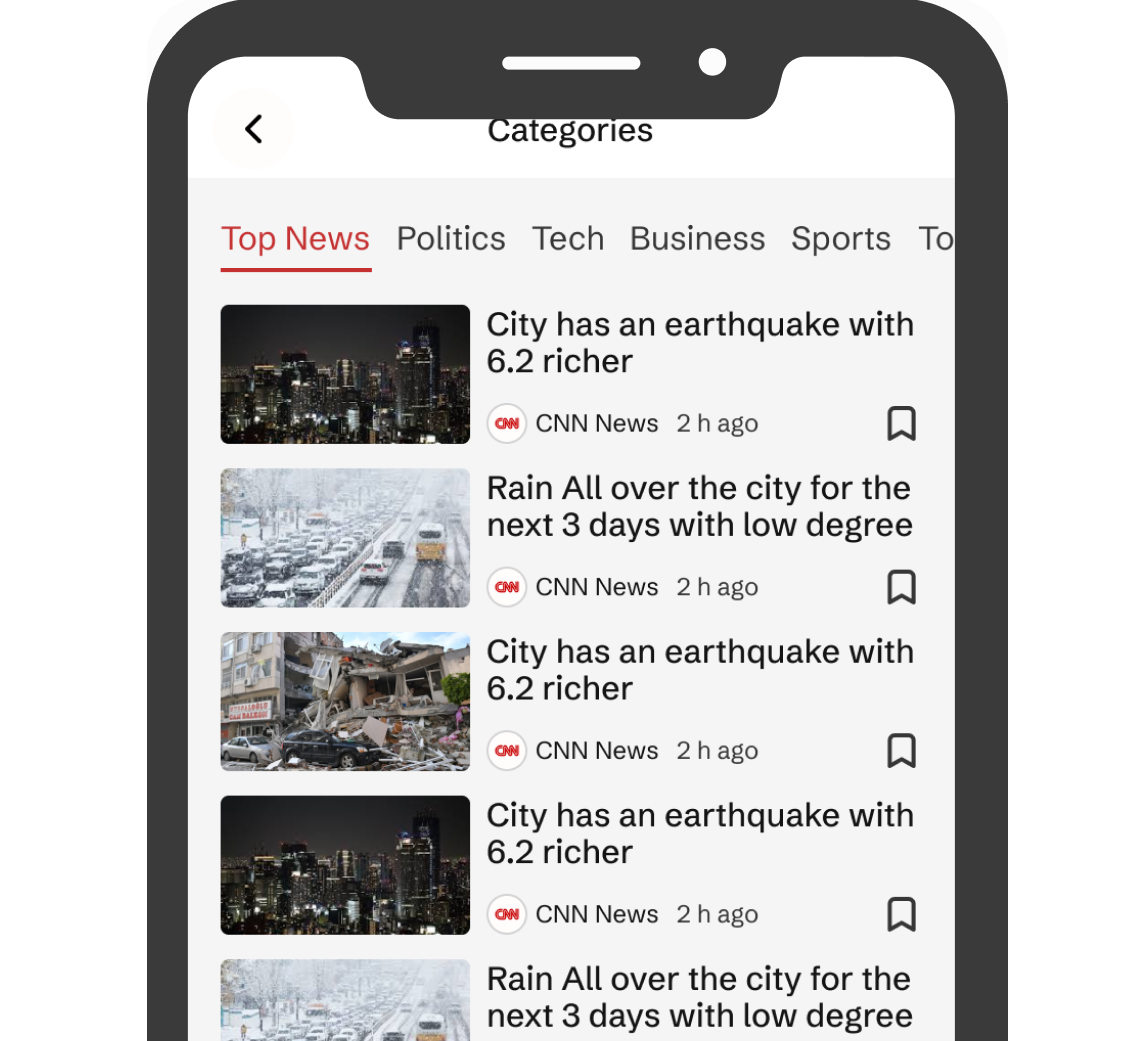 Categories
Top News Politics Tech Business Sports To
City has an earthquake with
6.2 richer
CNN CNN News 2 h ago
Rain All over the city for the
next 3 days with low degree
CNN CNN News 2 h ago
City has an earthquake with
6.2 richer
CNN CNN News 2 h ago
City has an earthquake with
6.2 richer
CNN CNN News 2 h ago
Rain All over the city for the
next 3 days with low degree